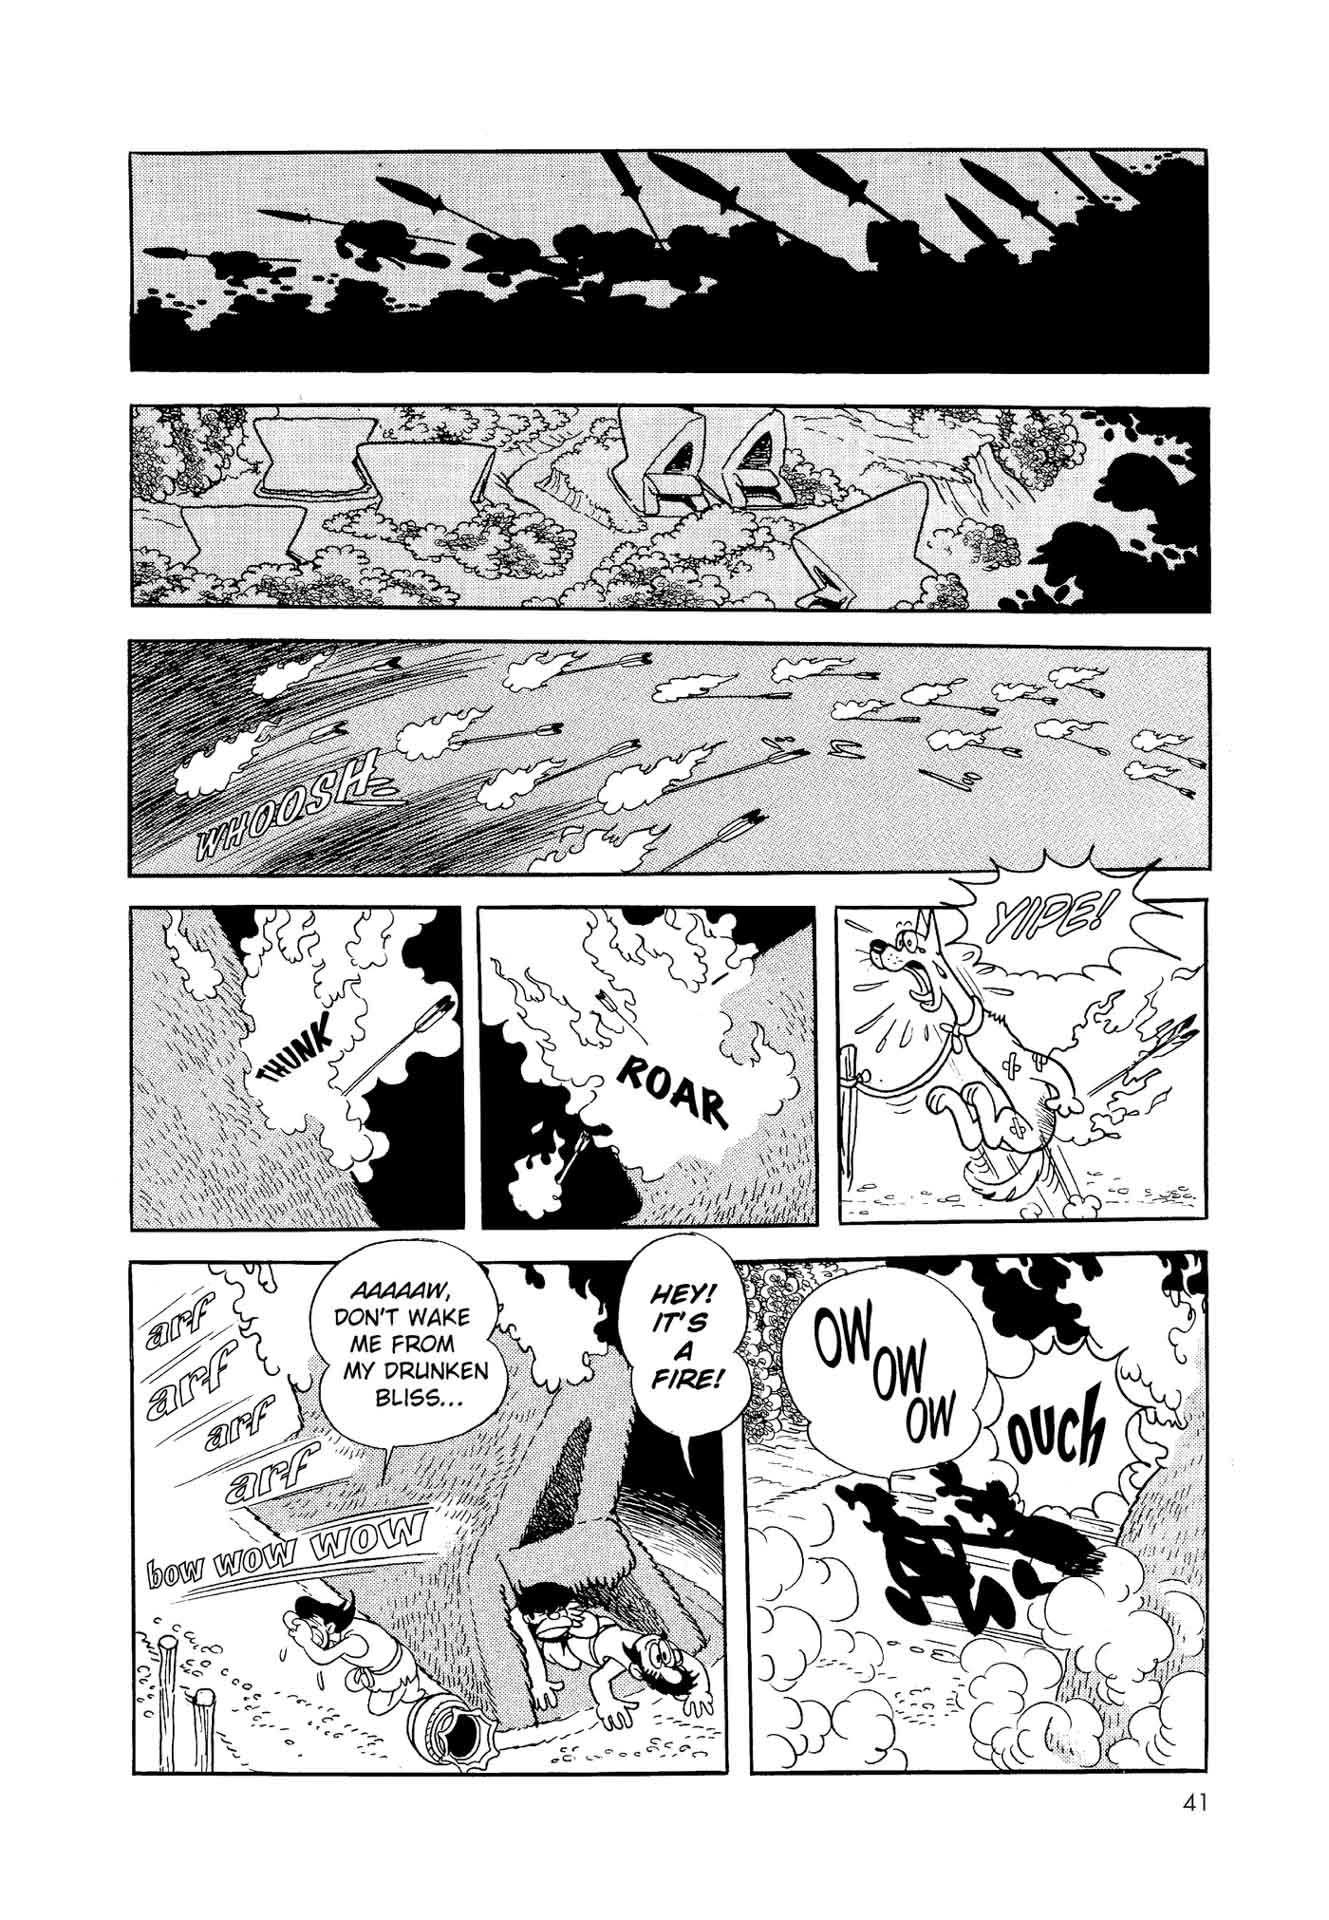 WHOOSH
THUNK
ROAR
YIPE!
arf
arf
arf
arf
bow wow wow
AAAAAW,
DON'T WAKE
ME FROM
MY DRUNKEN
BLISS...
HEY!
IT'S
A
FIRE!
OW
OW
OW
OUCH
41